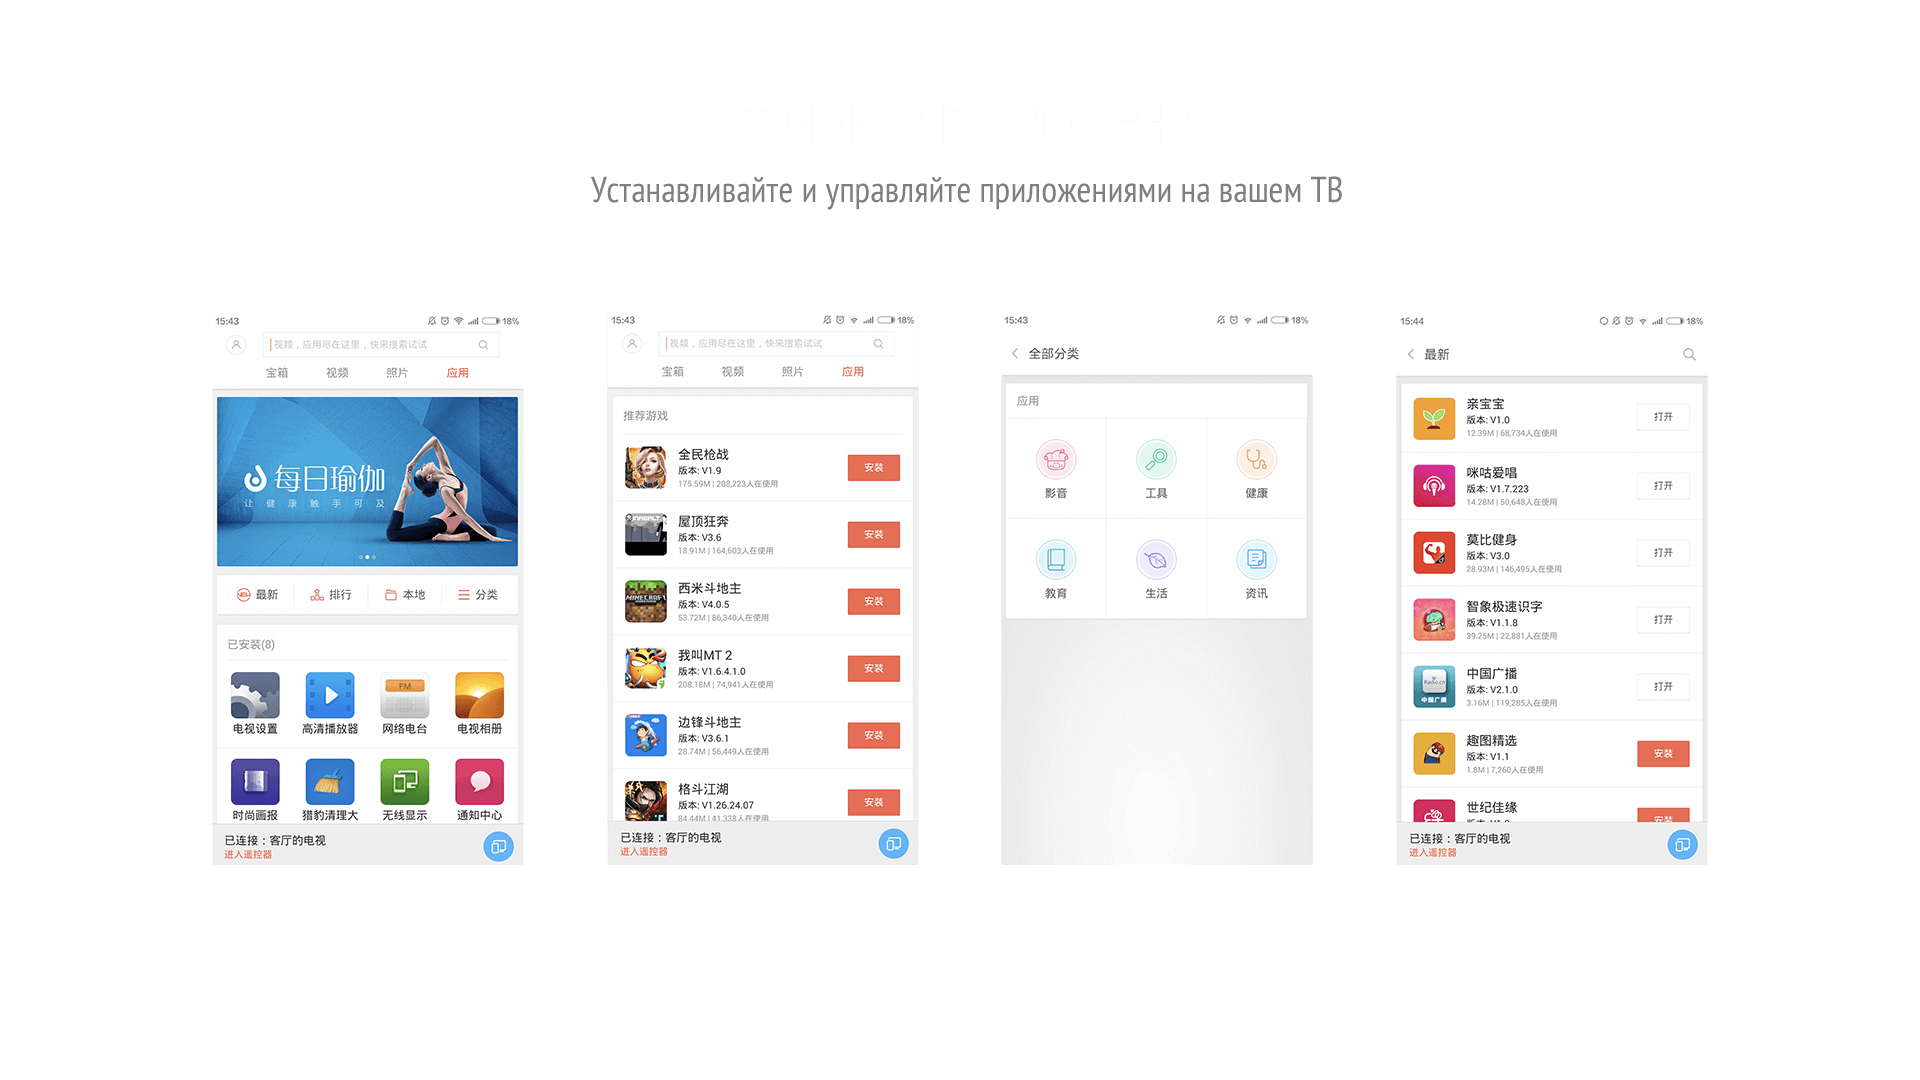 Устанавливайте и управляйте приложениями на вашем ТВ
15:43
18%
视频，应用尽在这里，快来搜索试试
宝箱 视频 照片 应用
每日瑜伽
让健康触手可及
最新 排行 本地 分类
已安装(8)
FM
电视设置 高清播放器 网络电台 电视相册
时尚画报 猎豹清理大 无线显示 通知中心
已连接：客厅的电视
进入遥控器
15:43
18%
视频，应用尽在这里，快来搜索试试
宝箱 视频 照片 应用
推荐游戏
全民枪战
版本: V1.9
175.59M | 208,223人在使用
安装
屋顶狂奔
版本: V3.6
18.91M | 164,603人在使用
安装
MINECRAFT
西米斗地主
版本: V4.0.5
53.72M | 86,340人在使用
安装
我叫MT 2
版本: V1.6.4.1.0
208.18M | 74,941人在使用
安装
边锋斗地主
版本: V3.6.1
28.74M | 56,449人在使用
安装
格斗江湖
版本: V1.26.24.07
84.44M | 41,338人在使用
安装
已连接：客厅的电视
进入遥控器
15:43
18%
全部分类
应用
影音 工具 健康
教育 生活 资讯
15:44
18%
最新
亲宝宝
版本: V1.0
12.39M | 68,734人在使用
打开
咪咕爱唱
版本: V1.7.223
14.28M | 50,648人在使用
打开
莫比健身
版本: V3.0
28.93M | 146,495人在使用
打开
智象极速识字
版本: V1.1.8
39.25M | 22,881人在使用
打开
Radio.cn
中国广播
中国广播
版本: V2.1.0
3.16M | 119,285人在使用
打开
趣图精选
版本: V1.1
1.8M | 7,260人在使用
安装
世纪佳缘
安装
已连接：客厅的电视
进入遥控器